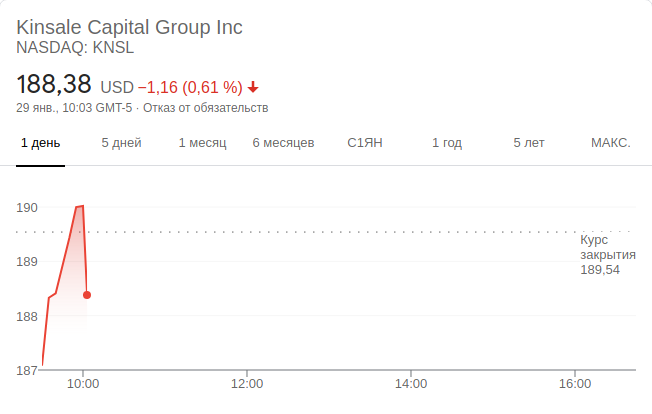 Kinsale Capital Group Inc
NASDAQ: KNSL
188,38 USD −1,16 (0,61 %)
29 янв., 10:03 GMT-5 · Отказ от обязательств
1 день 5 дней 1 месяц 6 месяцев С1ЯН 1 год 5 лет МАКС.
190
Курс
закрытия
189,54
189
188
187
10:00 12:00 14:00 16:00